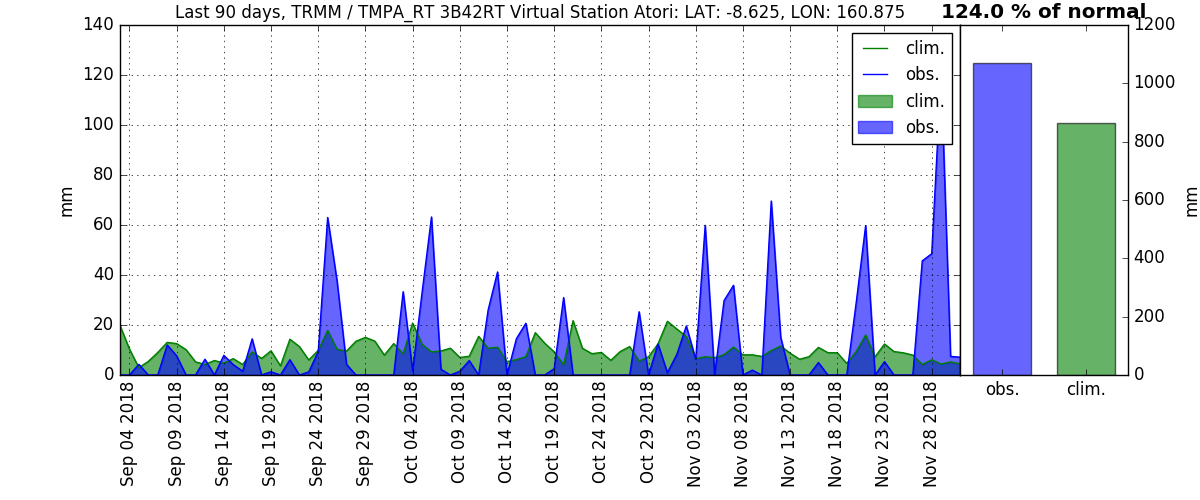 Last 90 days, TRMM / TMPA_RT 3B42RT Virtual Station Atori: LAT: -8.625, LON: 160.875
124.0 % of normal
mm
140
120
100
80
60
40
20
0
clim.
obs.
clim.
obs.
Sep 04 2018
Sep 09 2018
Sep 14 2018
Sep 19 2018
Sep 24 2018
Sep 29 2018
Oct 04 2018
Oct 09 2018
Oct 14 2018
Oct 19 2018
Oct 24 2018
Oct 29 2018
Nov 03 2018
Nov 08 2018
Nov 13 2018
Nov 18 2018
Nov 23 2018
Nov 28 2018
obs.
clim.
1200
1000
800
600
400
200
0
mm